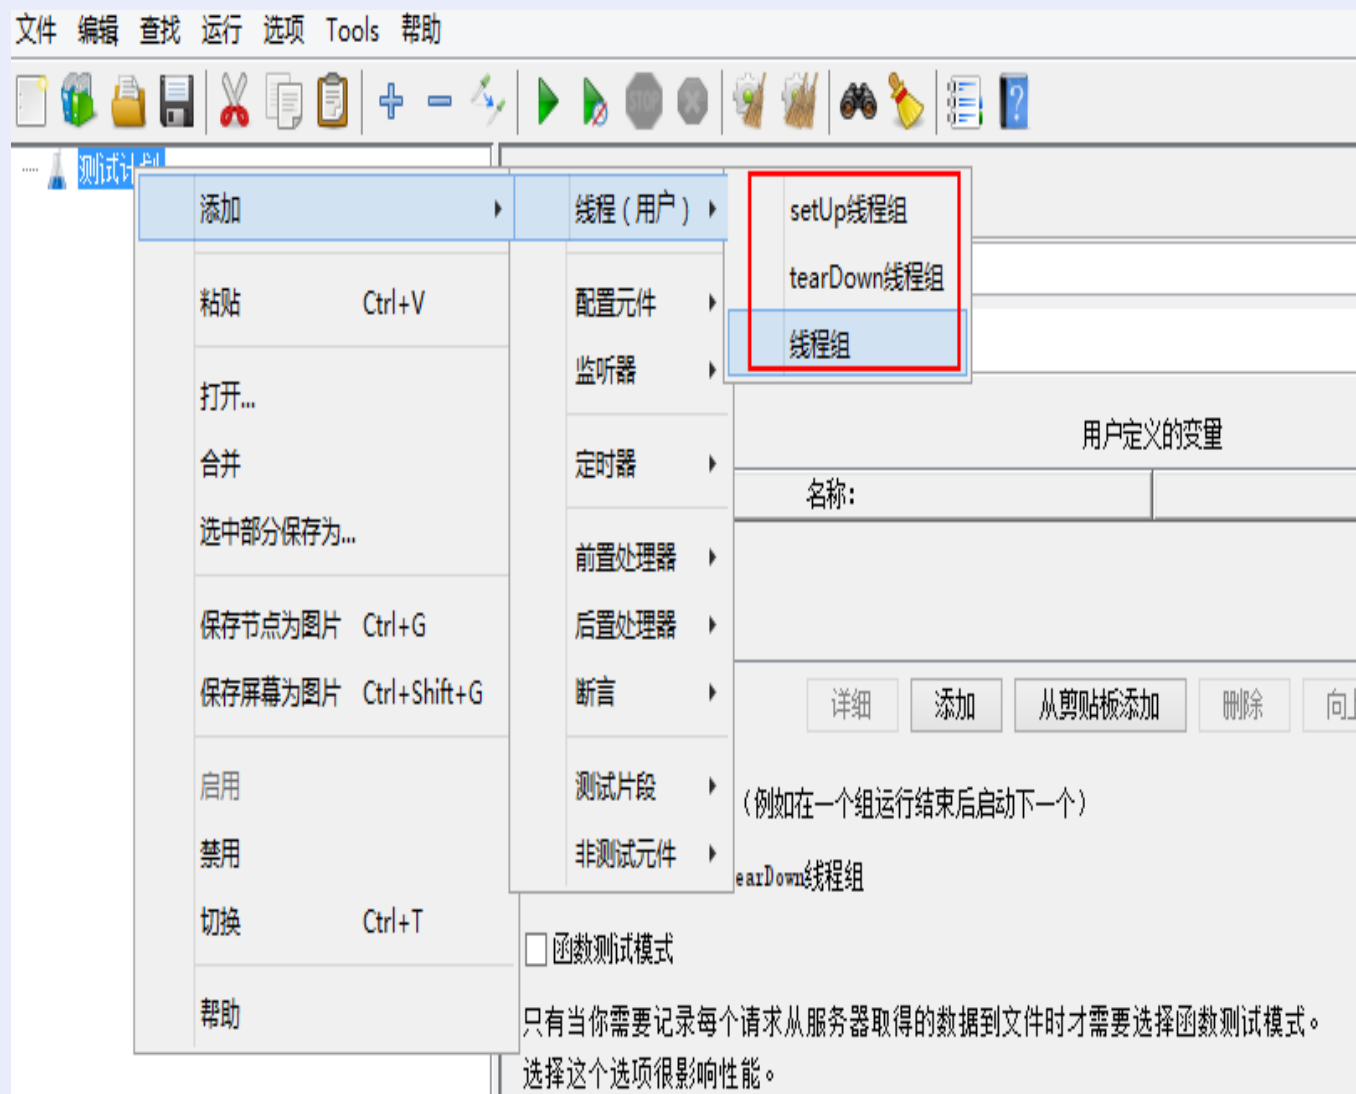 文件 编辑 查找 运行 选项 Tools 帮助
STOP
测试计划
添加
粘贴 Ctrl+V
打开...
合并
选中部分保存为...
保存节点为图片 Ctrl+G
保存屏幕为图片 Ctrl+Shift+G
启用
禁用
切换 Ctrl+T
帮助
线程（用户）
配置元件
监听器
定时器
前置处理器
后置处理器
断言
测试片段
非测试元件
setUp线程组
tearDown线程组
线程组
用户定义的变量
名称:
详细 添加 从剪贴板添加 删除 向上
（例如在一个组运行结束后启动下一个）
earDown线程组
函数测试模式
只有当你需要记录每个请求从服务器取得的数据到文件时才需要选择函数测试模式。
选择这个选项很影响性能。